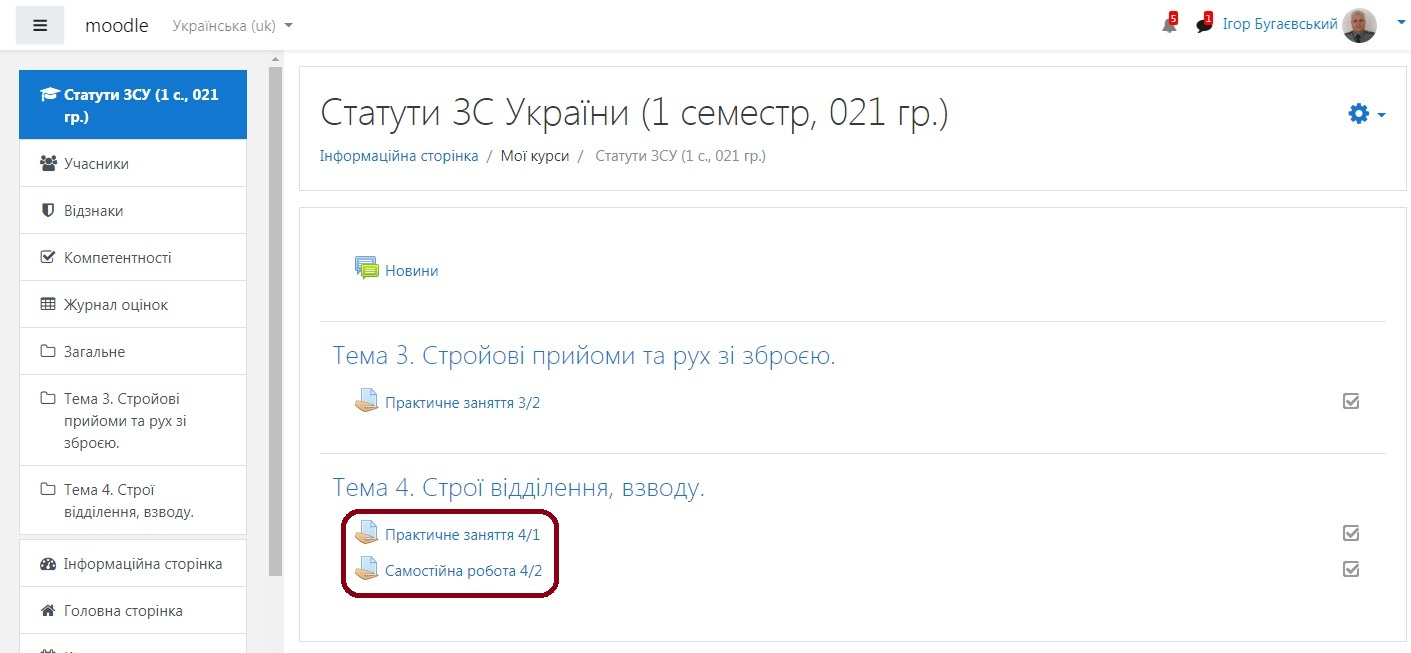 moodle Українська (uk)
5
1
Ігор Бугаєвський
Статути ЗСУ (1 с., 021
гр.)
Учасники
Відзнаки
Компетентності
Журнал оцінок
Загальне
Тема 3. Стройові
прийоми та рух зі
зброєю.
Тема 4. Строї
відділення, взводу.
Інформаційна сторінка
Головна сторінка
Статути ЗС України (1 семестр, 021 гр.)
Інформаційна сторінка / Мої курси / Статути ЗСУ (1 с., 021 гр.)
Новини
Тема 3. Стройові прийоми та рух зі зброєю.
Практичне заняття 3/2
Тема 4. Строї відділення, взводу.
Практичне заняття 4/1
Самостійна робота 4/2